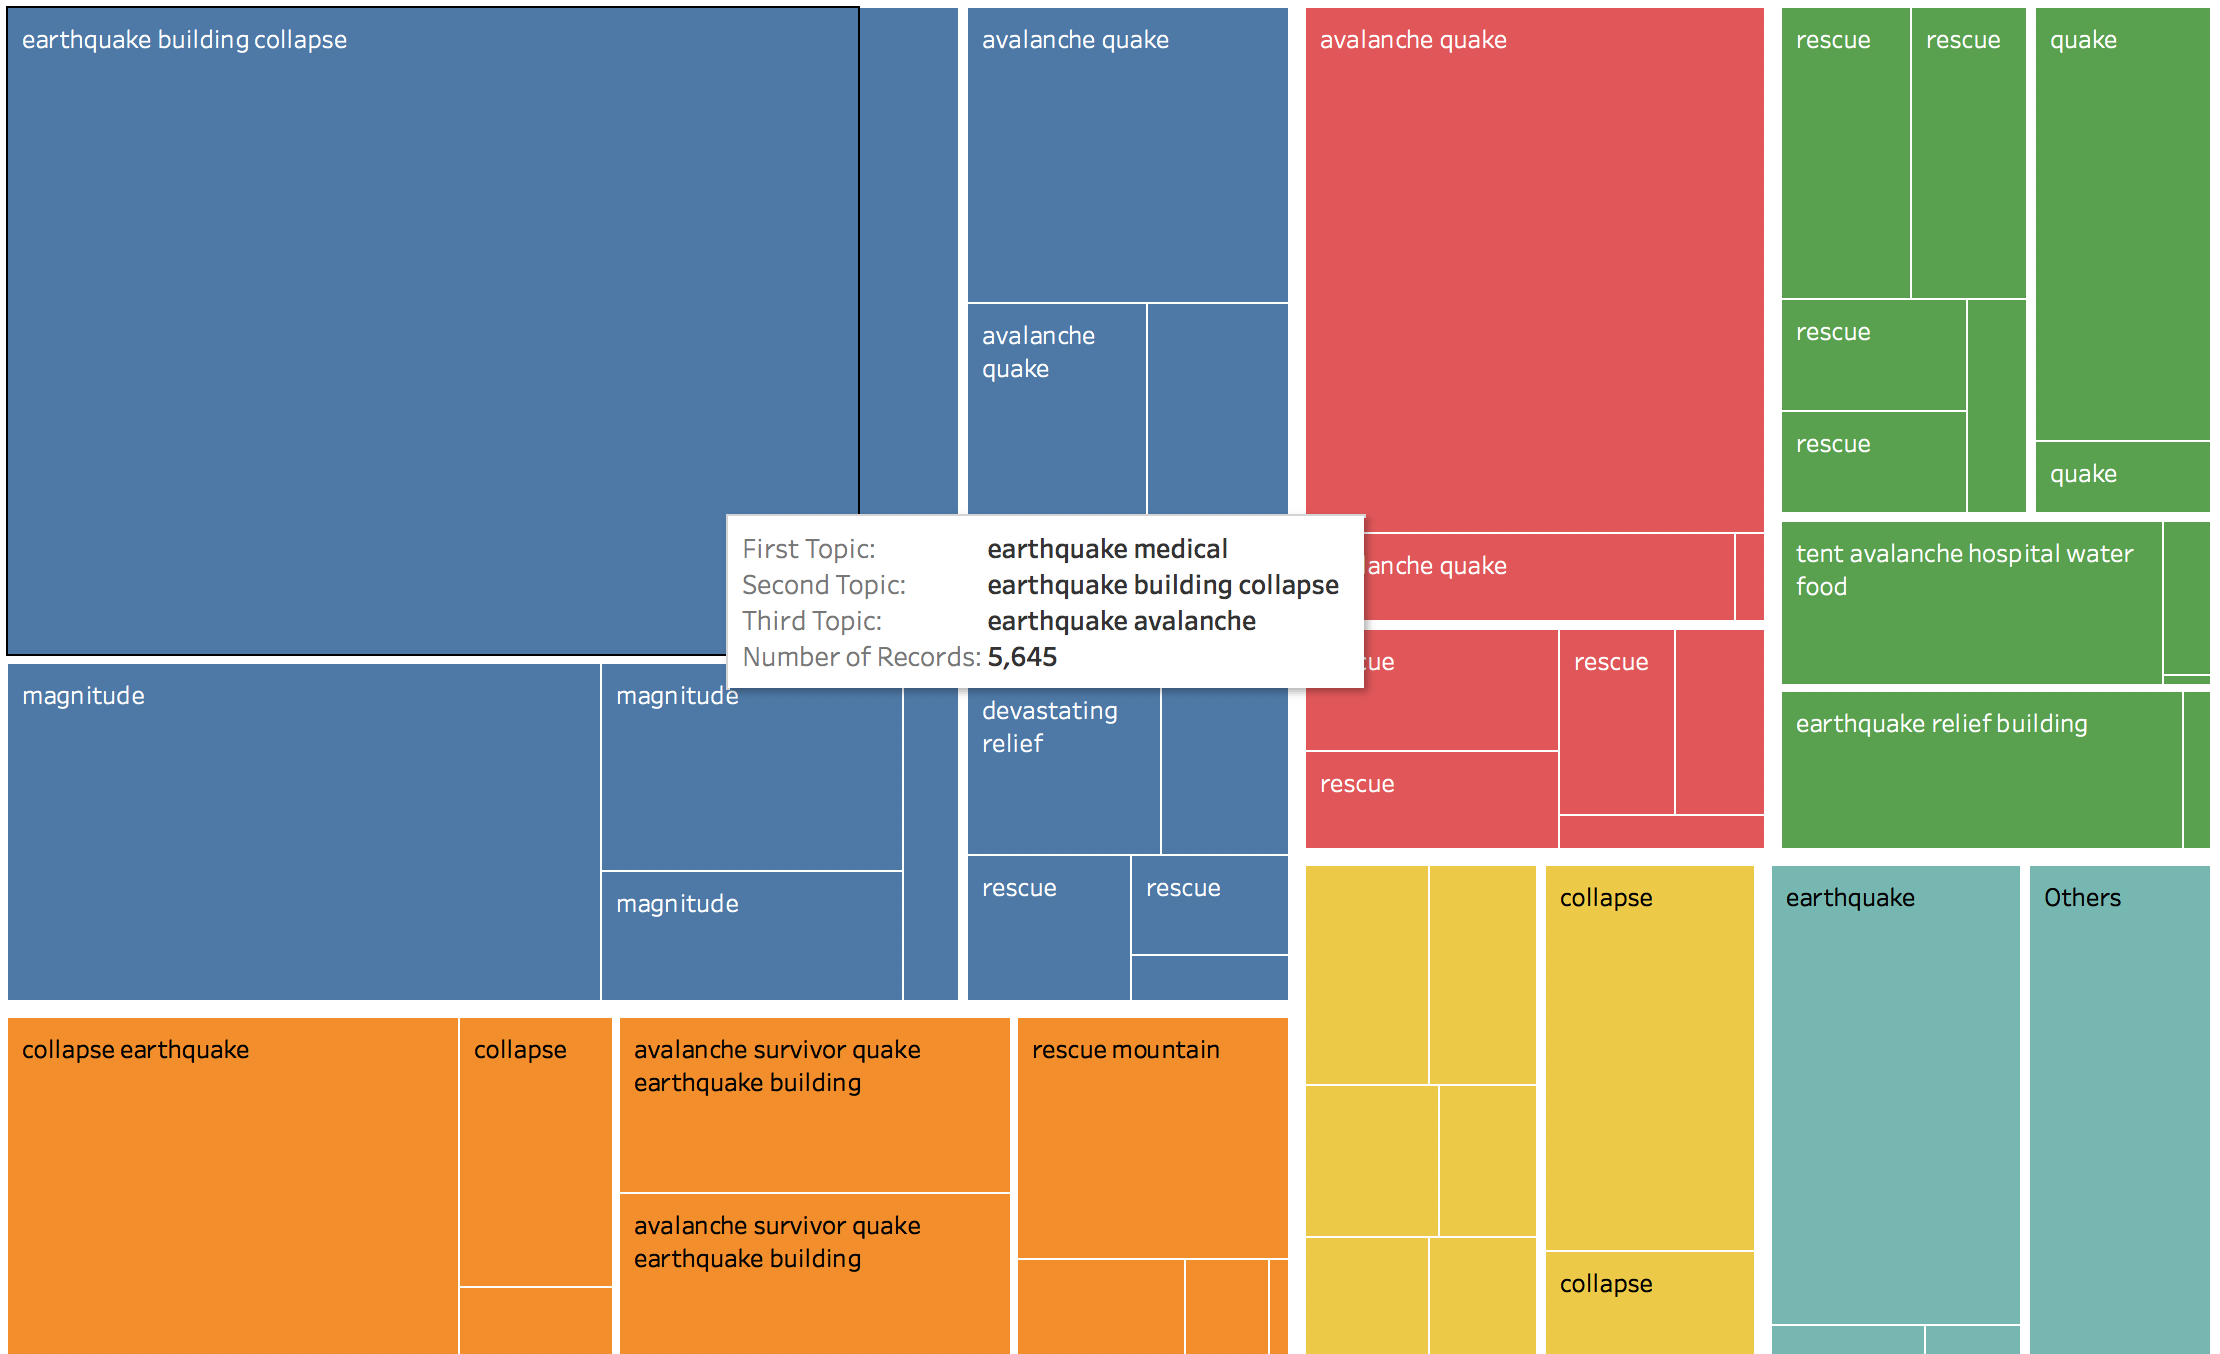 earthquake building collapse
avalanche quake
avalanche quake
rescue
rescue
quake
avalanche
quake
rescue
rescue
quake
First Topic: earthquake medical
Second Topic: earthquake building collapse
Third Topic: earthquake avalanche
Number of Records: 5,645
lanche quake
tent avalanche hospital water
food
magnitude
magnitude
devastating
relief
cue
rescue
earthquake relief building
rescue
magnitude
rescue
rescue
collapse
earthquake
Others
collapse earthquake
collapse
avalanche survivor quake
earthquake building
rescue mountain
avalanche survivor quake
earthquake building
collapse